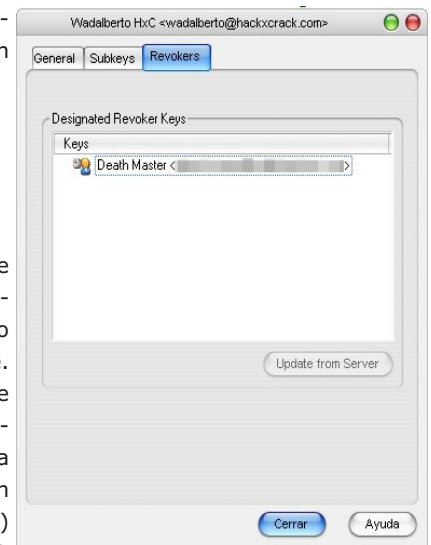 Wadalberto HxC <wadalberto@hackxcrack.com>
General Subkeys Revokers
Designated Revoker Keys
Keys
Death Master < >
Update from Server
Cerrar Ayuda